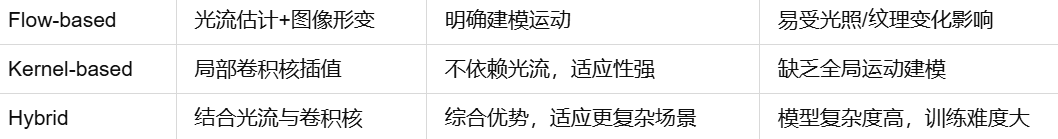 Flow-based 光流估计+图像形变 明确建模运动 易受光照/纹理变化影响
Kernel-based 局部卷积核插值 不依赖光流，适应性强 缺乏全局运动建模
Hybrid 结合光流与卷积核 综合优势，适应更复杂场景 模型复杂度高，训练难度大